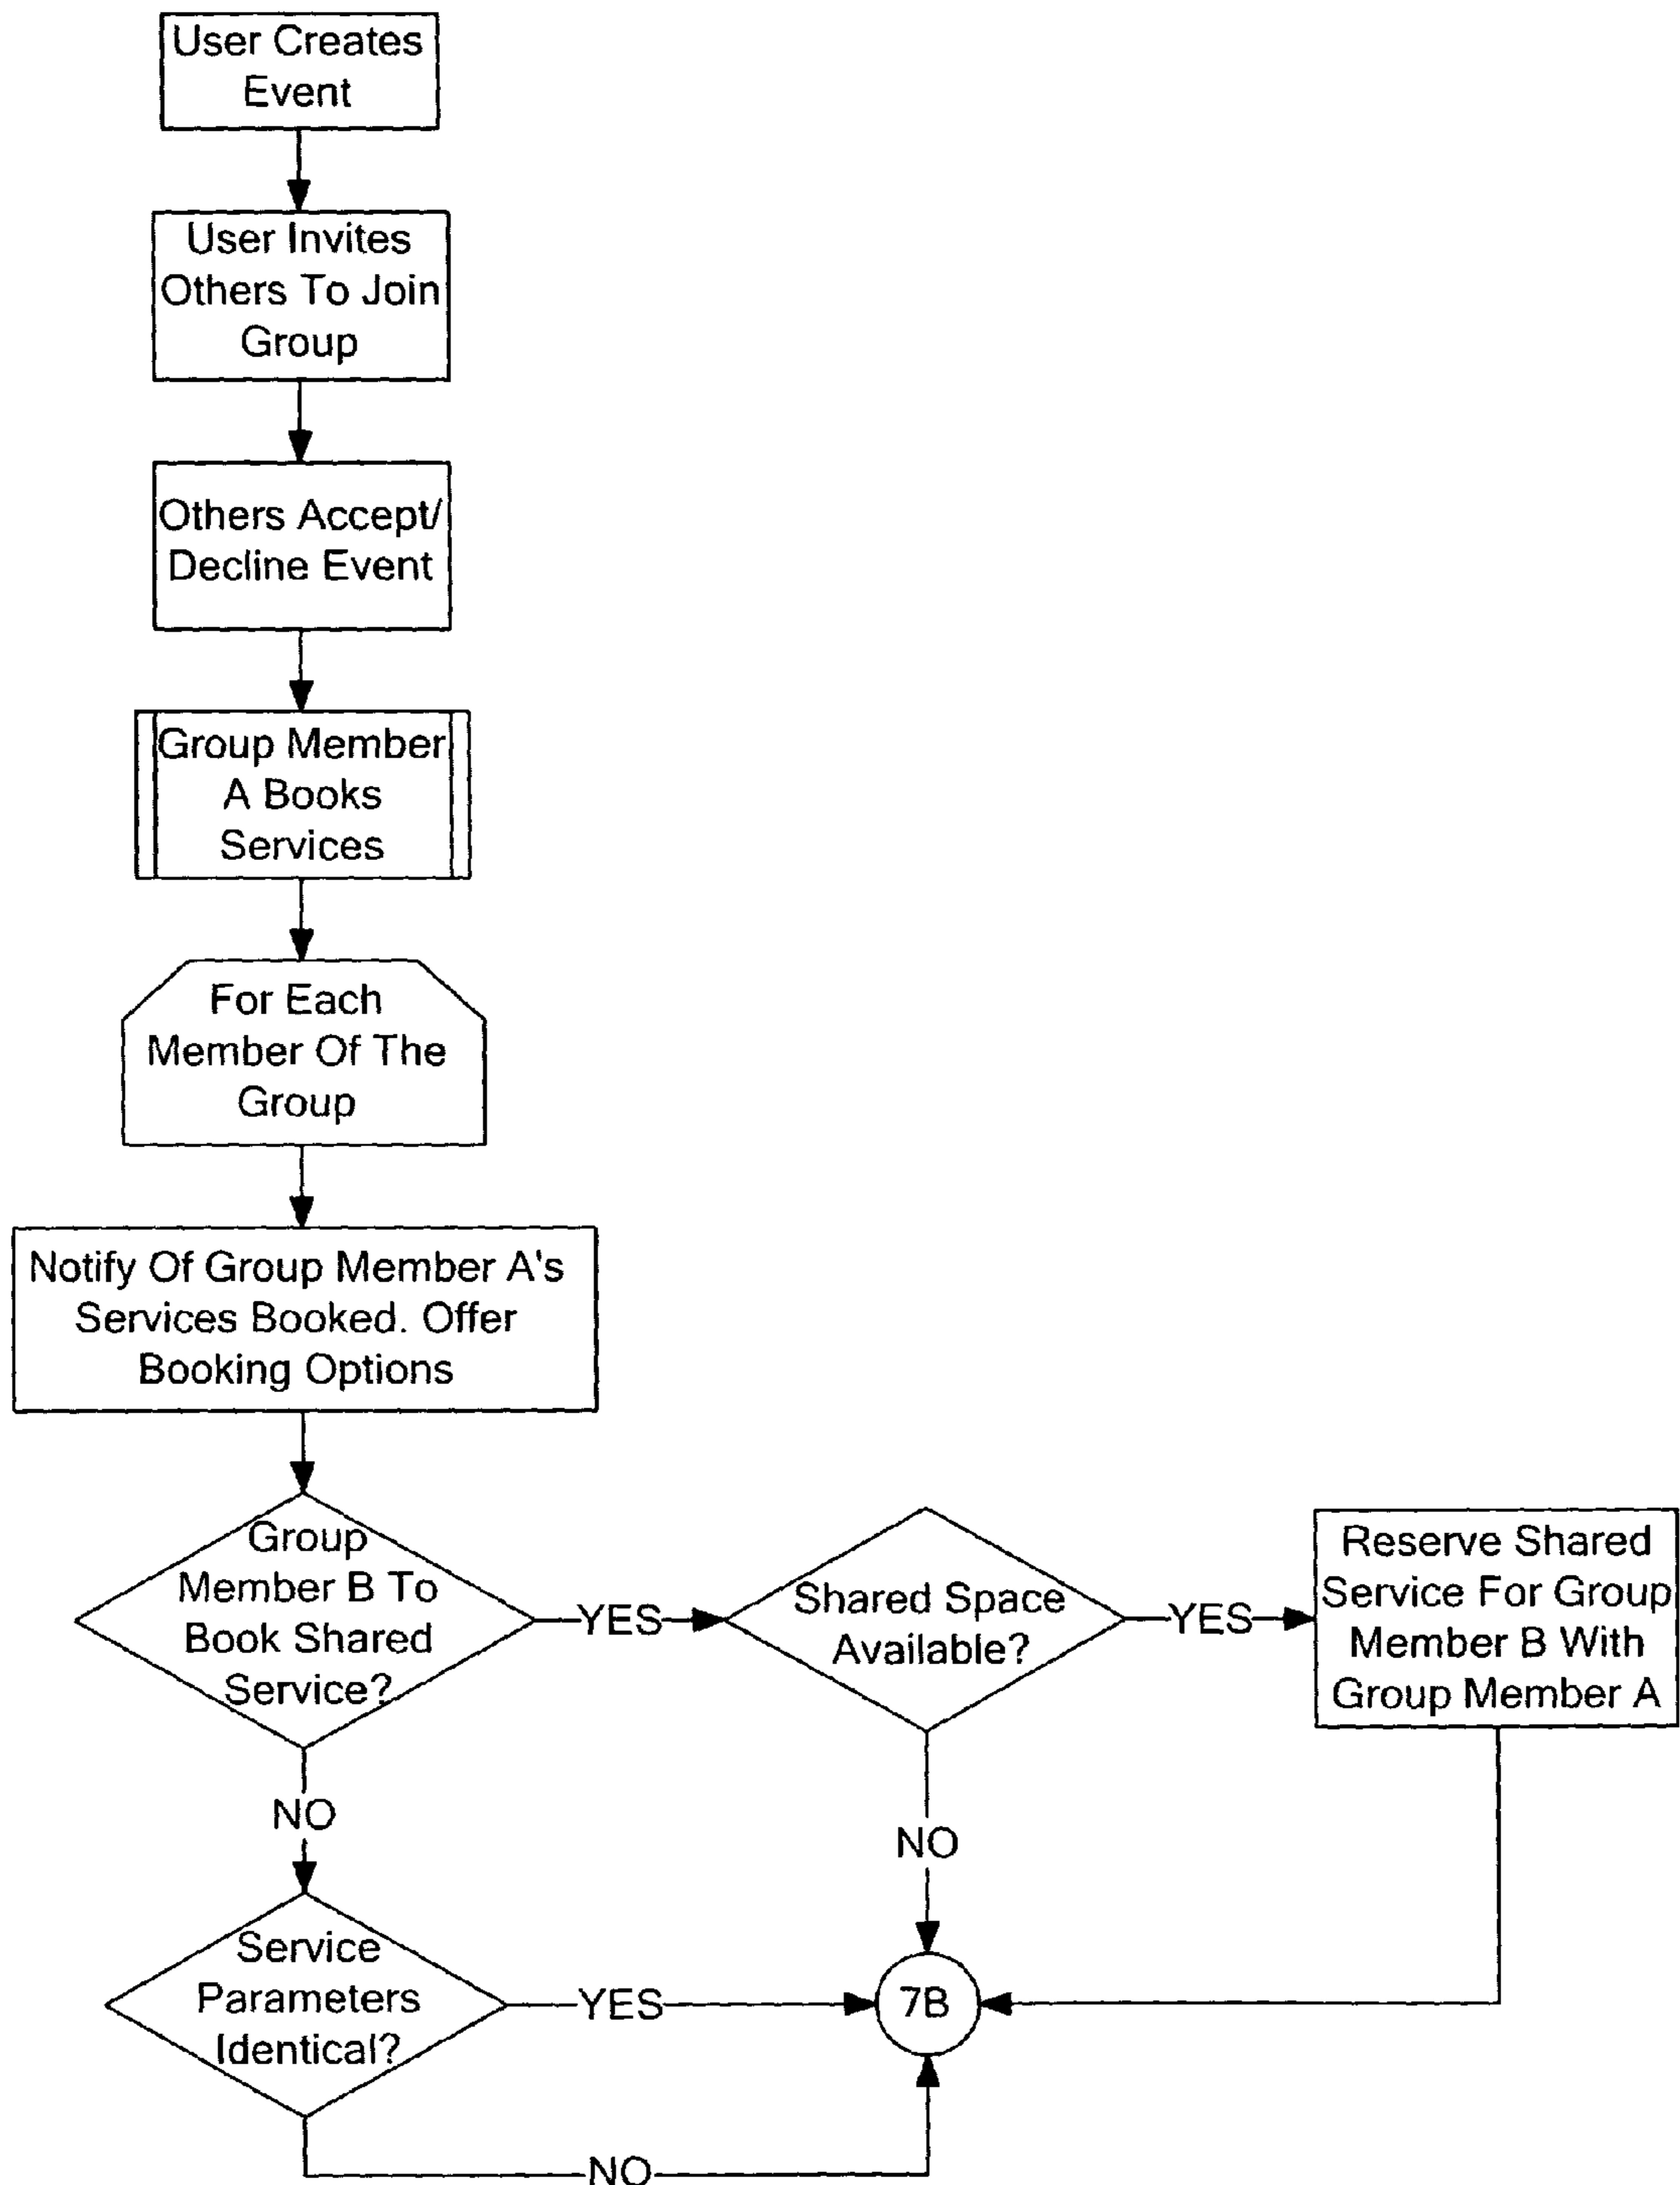 User Creates
Event
User Invites
Others To Join
Group
Others Accept/
Decline Event
Group Member
A Books
Services
For Each
Member Of The
Group
Notify Of Group Member A's
Services Booked. Offer
Booking Options
Group
Member B To
Book Shared
Service?
YES
Shared Space
Available?
YES
Reserve Shared
Service For Group
Member B With
Group Member A
NO
NO
Service
Parameters
Identical?
YES
7B
NO